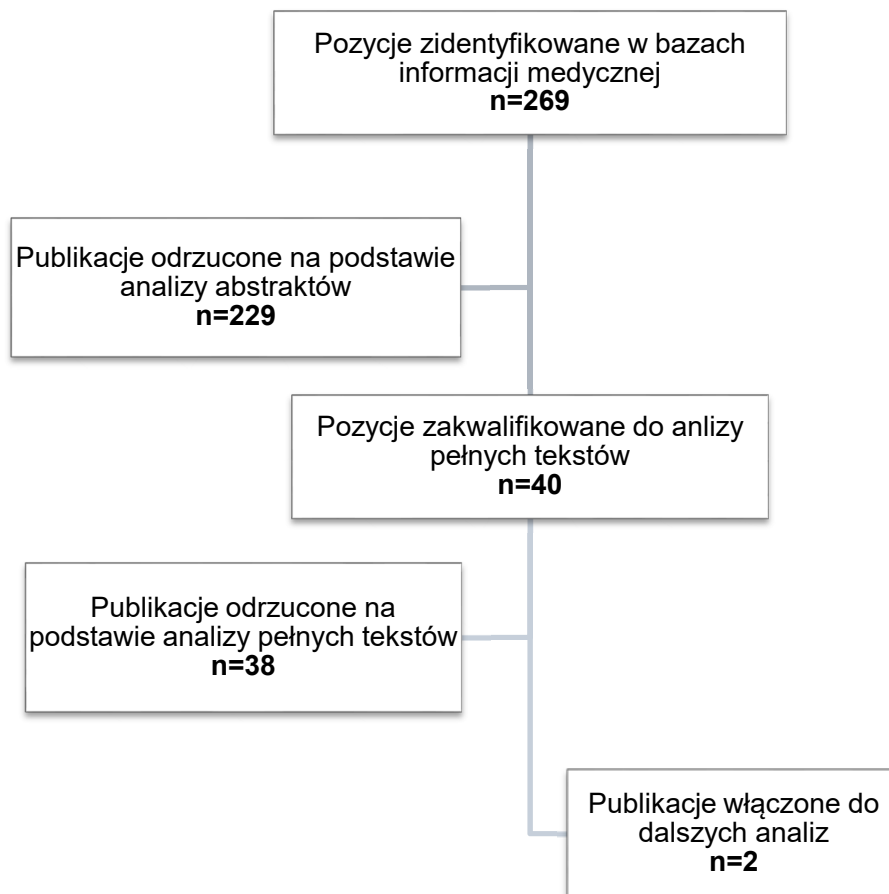 Pozycje zidentyfikowane w bazach
informacji medycznej
n=269
Publikacje odrzucone na podstawie
analizy abstraktów
n=229
Pozycje zakwalifikowane do anlizy
pełnych tekstów
n=40
Publikacje odrzucone na
podstawie analizy pełnych tekstów
n=38
Publikacje włączone do
dalszych analiz
n=2